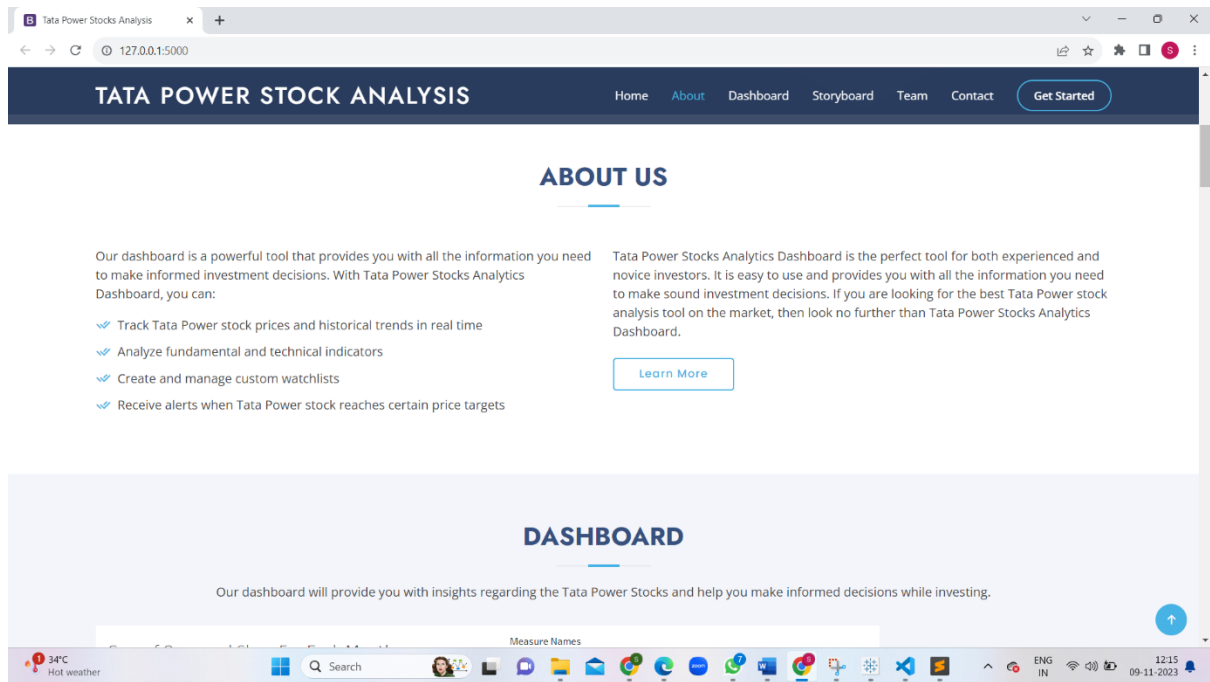 Tata Power Stocks Analysis
127.0.0.1:5000
S
TATA POWER STOCK ANALYSIS
Home About Dashboard Storyboard Team Contact Get Started
ABOUT US
Our dashboard is a powerful tool that provides you with all the information you need
to make informed investment decisions. With Tata Power Stocks Analytics
Dashboard, you can:
Track Tata Power stock prices and historical trends in real time
Analyze fundamental and technical indicators
Create and manage custom watchlists
Receive alerts when Tata Power stock reaches certain price targets
Tata Power Stocks Analytics Dashboard is the perfect tool for both experienced and
novice investors. It is easy to use and provides you with all the information you need
to make sound investment decisions. If you are looking for the best Tata Power stock
analysis tool on the market, then look no further than Tata Power Stocks Analytics
Dashboard.
Learn More
DASHBOARD
Our dashboard will provide you with insights regarding the Tata Power Stocks and help you make informed decisions while investing.
Measure Names
1
34°C
Hot weather
Search
7
ENG
IN
12:15
09-11-2023